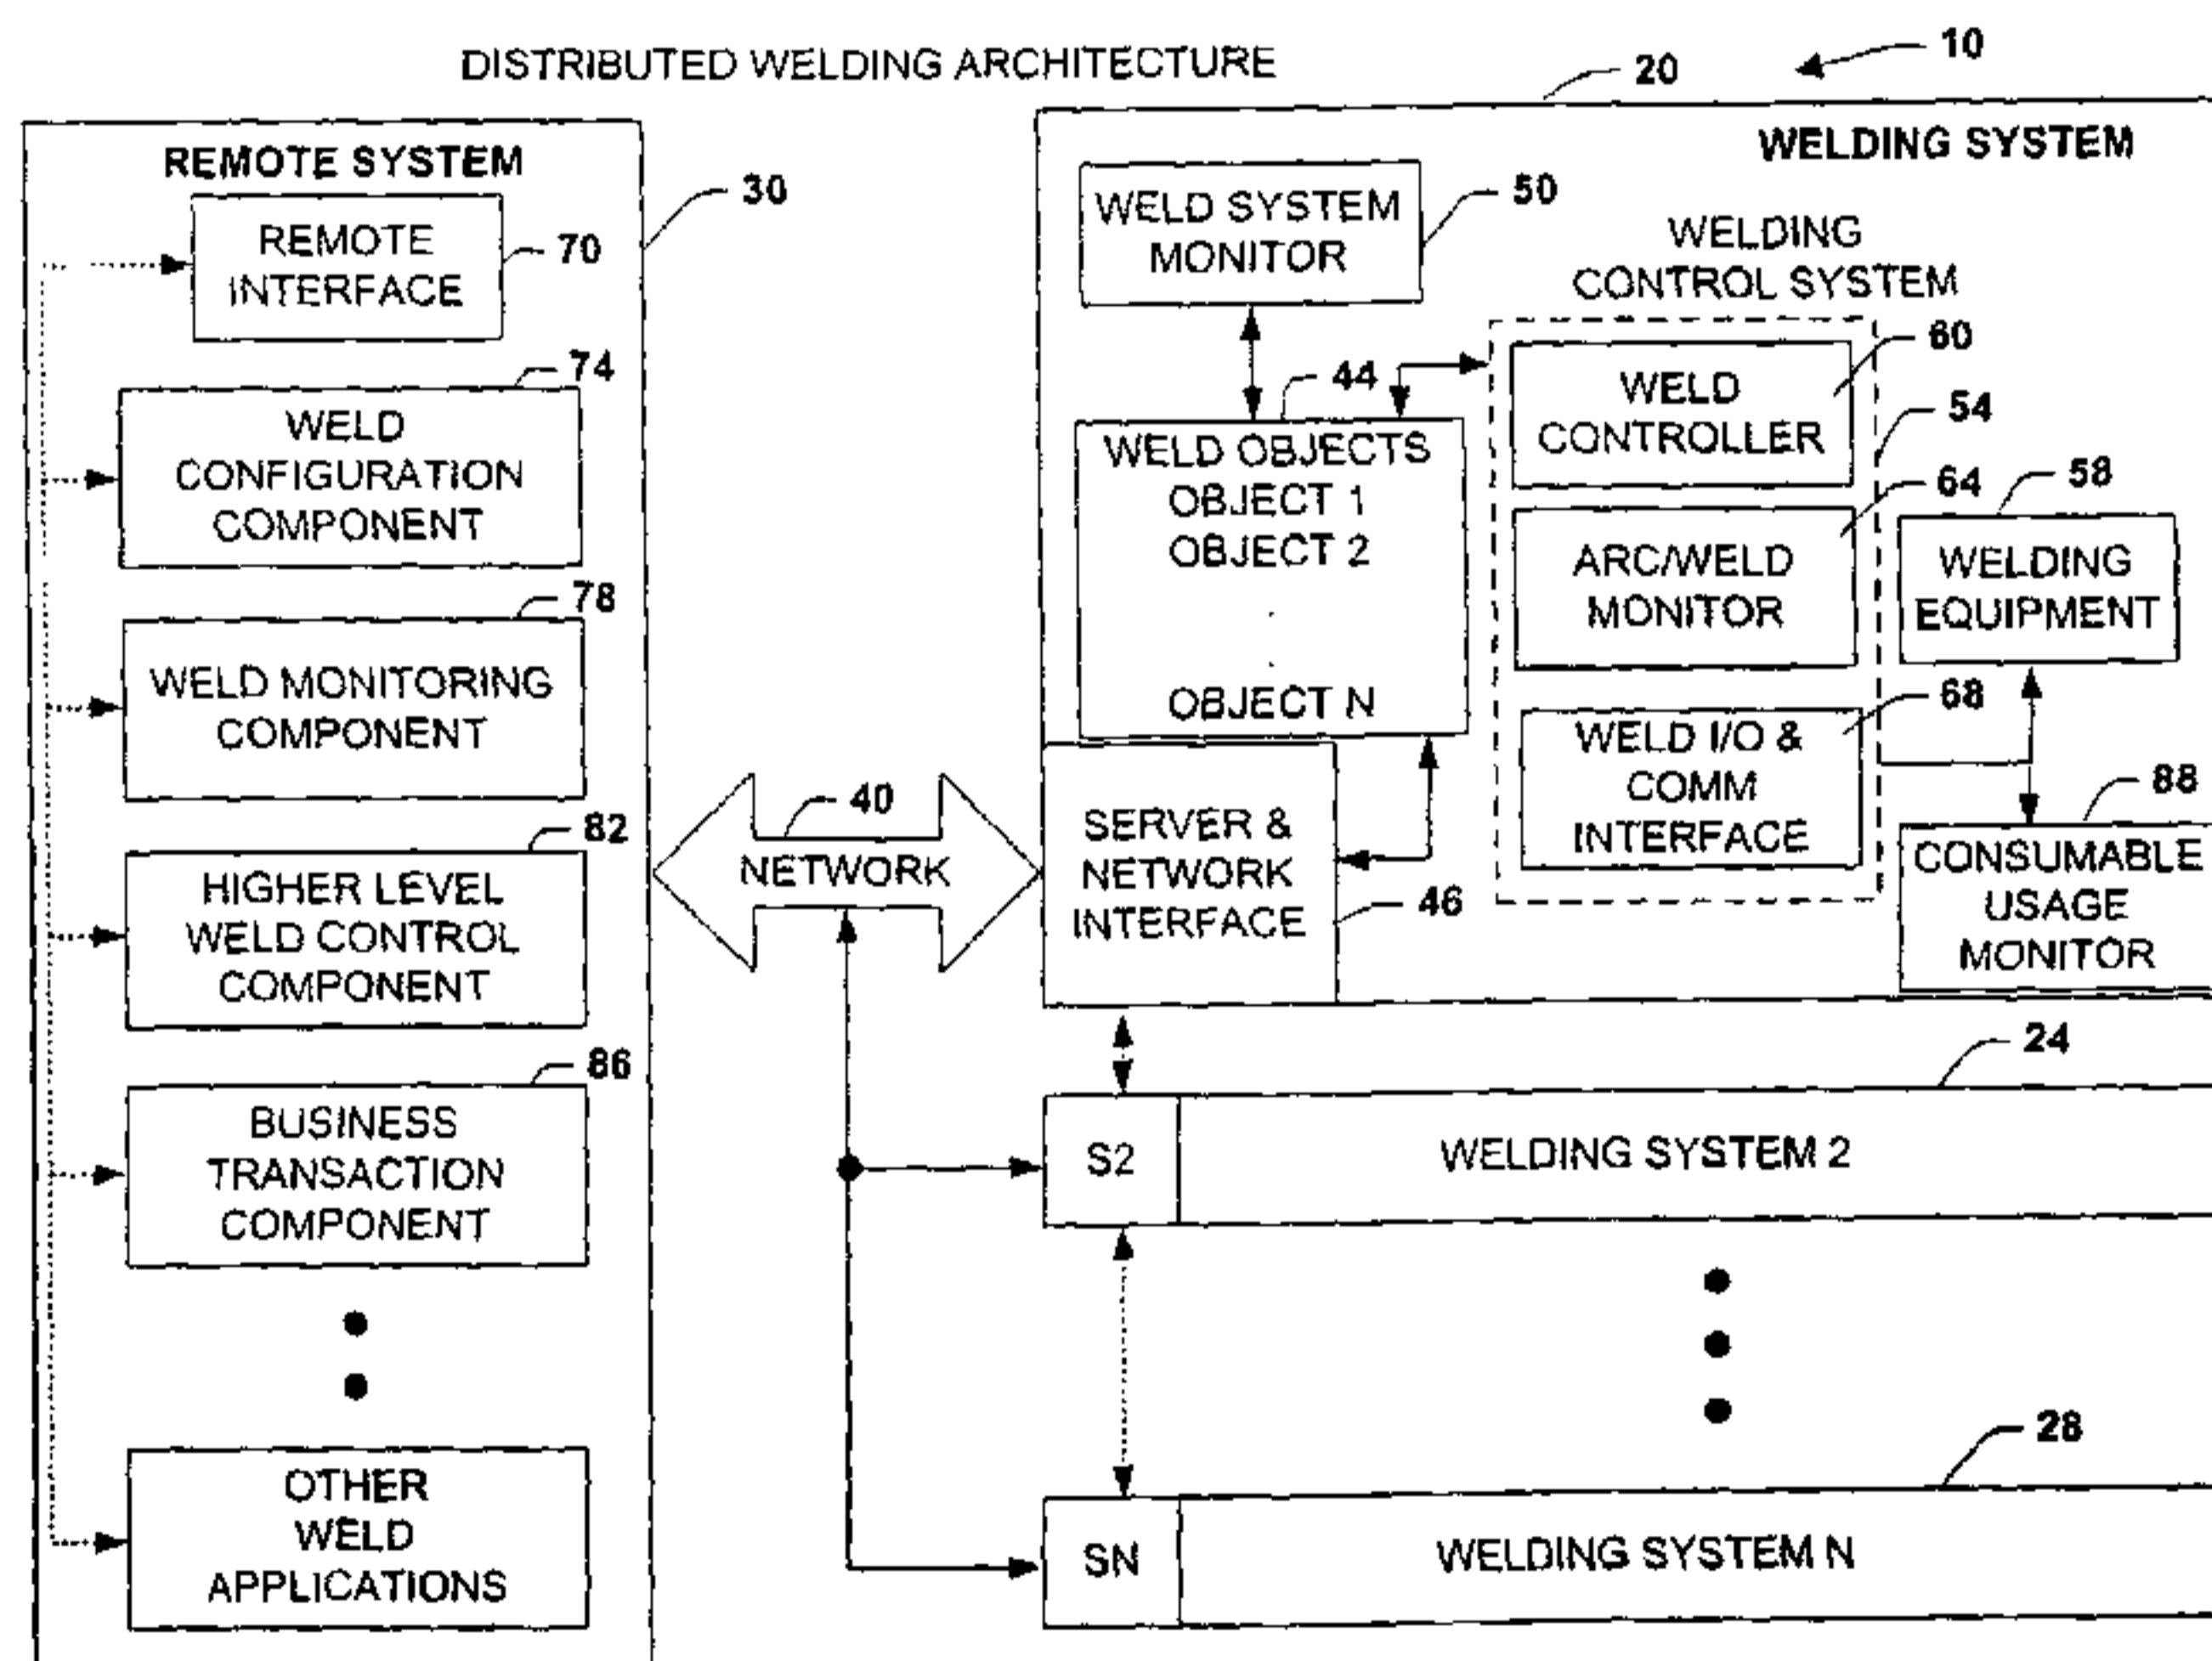 DISTRIBUTED WELDING ARCHITECTURE
10
20
REMOTE SYSTEM
30
REMOTE
INTERFACE
70
74
WELD
CONFIGURATION
COMPONENT
78
WELD MONITORING
COMPONENT
82
HIGHER LEVEL
WELD CONTROL
COMPONENT
86
BUSINESS
TRANSACTION
COMPONENT
OTHER
WELD
APPLICATIONS
40
NETWORK
WELDING SYSTEM
WELD SYSTEM
MONITOR
50
WELDING
CONTROL SYSTEM
44
WELD OBJECTS
OBJECT 1
OBJECT 2
OBJECT N
60
WELD
CONTROLLER
54
64
ARC/WELD
MONITOR
58
WELDING
EQUIPMENT
68
WELD I/O &
COMM
INTERFACE
88
CONSUMABLE
USAGE
MONITOR
SERVER &
NETWORK
INTERFACE
46
24
S2
WELDING SYSTEM 2
28
SN
WELDING SYSTEM N